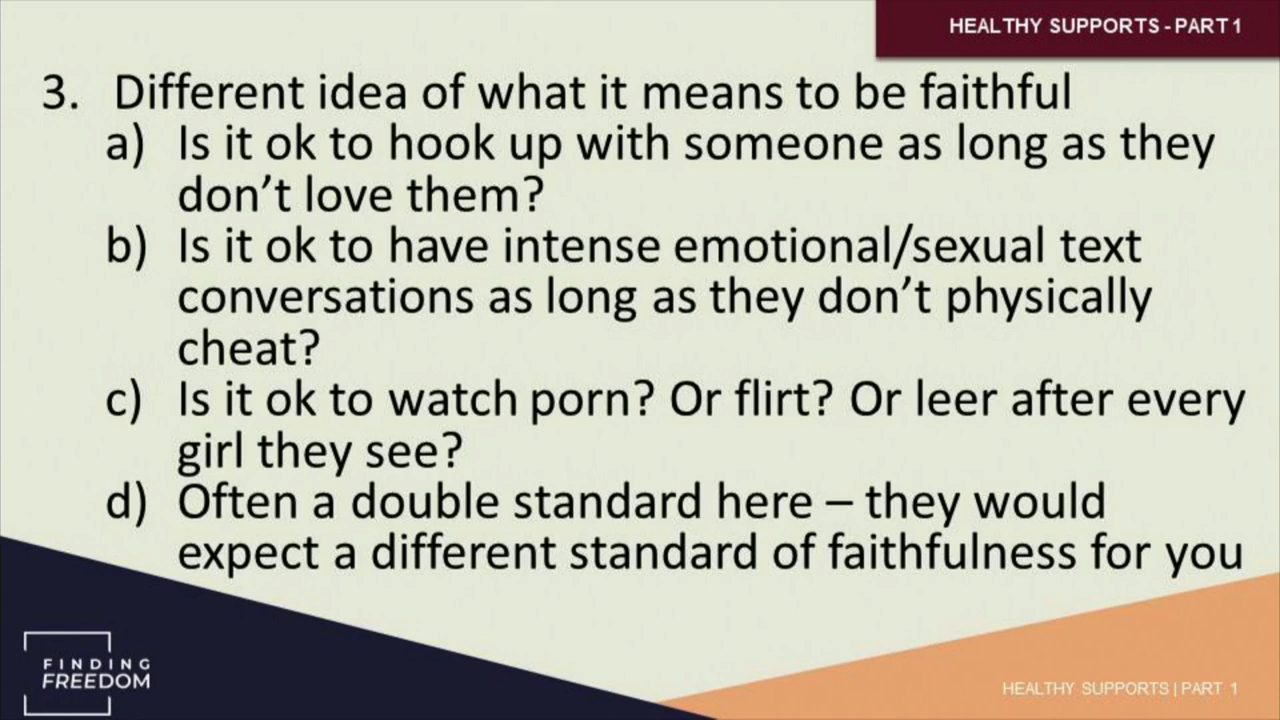 HEALTHY SUPPORTS - PART 1
3. Different idea of what it means to be faithful
a) Is it ok to hook up with someone as long as they
don’t love them?
b) Is it ok to have intense emotional/sexual text
conversations as long as they don’t physically
cheat?
c) Is it ok to watch porn? Or flirt? Or leer after every
girl they see?
d) Often a double standard here – they would
expect a different standard of faithfulness for you
FINDING
FREEDOM
HEALTHY SUPPORTS | PART 1